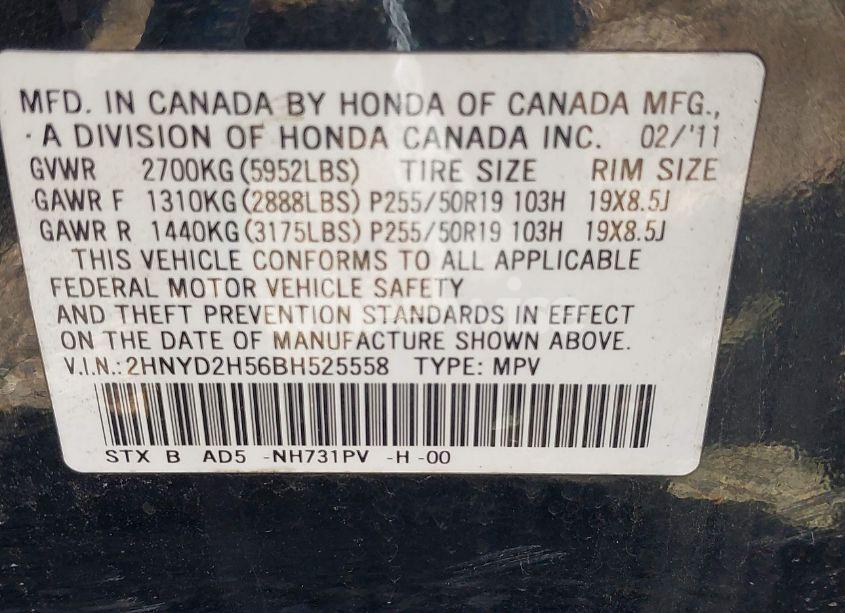 MFD. IN CANADA BY HONDA OF CANADA MFG.,
A DIVISION OF HONDA CANADA INC. 02/'11
GVWR 2700KG(5952LBS) TIRE SIZE RIM SIZE
GAWR F 1310KG(2888LBS) P255/50R19 103H 19X8.5J
GAWR R 1440KG(3175LBS) P255/50R19 103H 19X8.5J
THIS VEHICLE CONFORMS TO ALL APPLICABLE
FEDERAL MOTOR VEHICLE SAFETY
AND THEFT PREVENTION STANDARDS IN EFFECT
ON THE DATE OF MANUFACTURE SHOWN ABOVE.
V.I.N.: 2HNYD2H56BH525558 TYPE: MPV
STX B AD5 -NH731PV -H -00